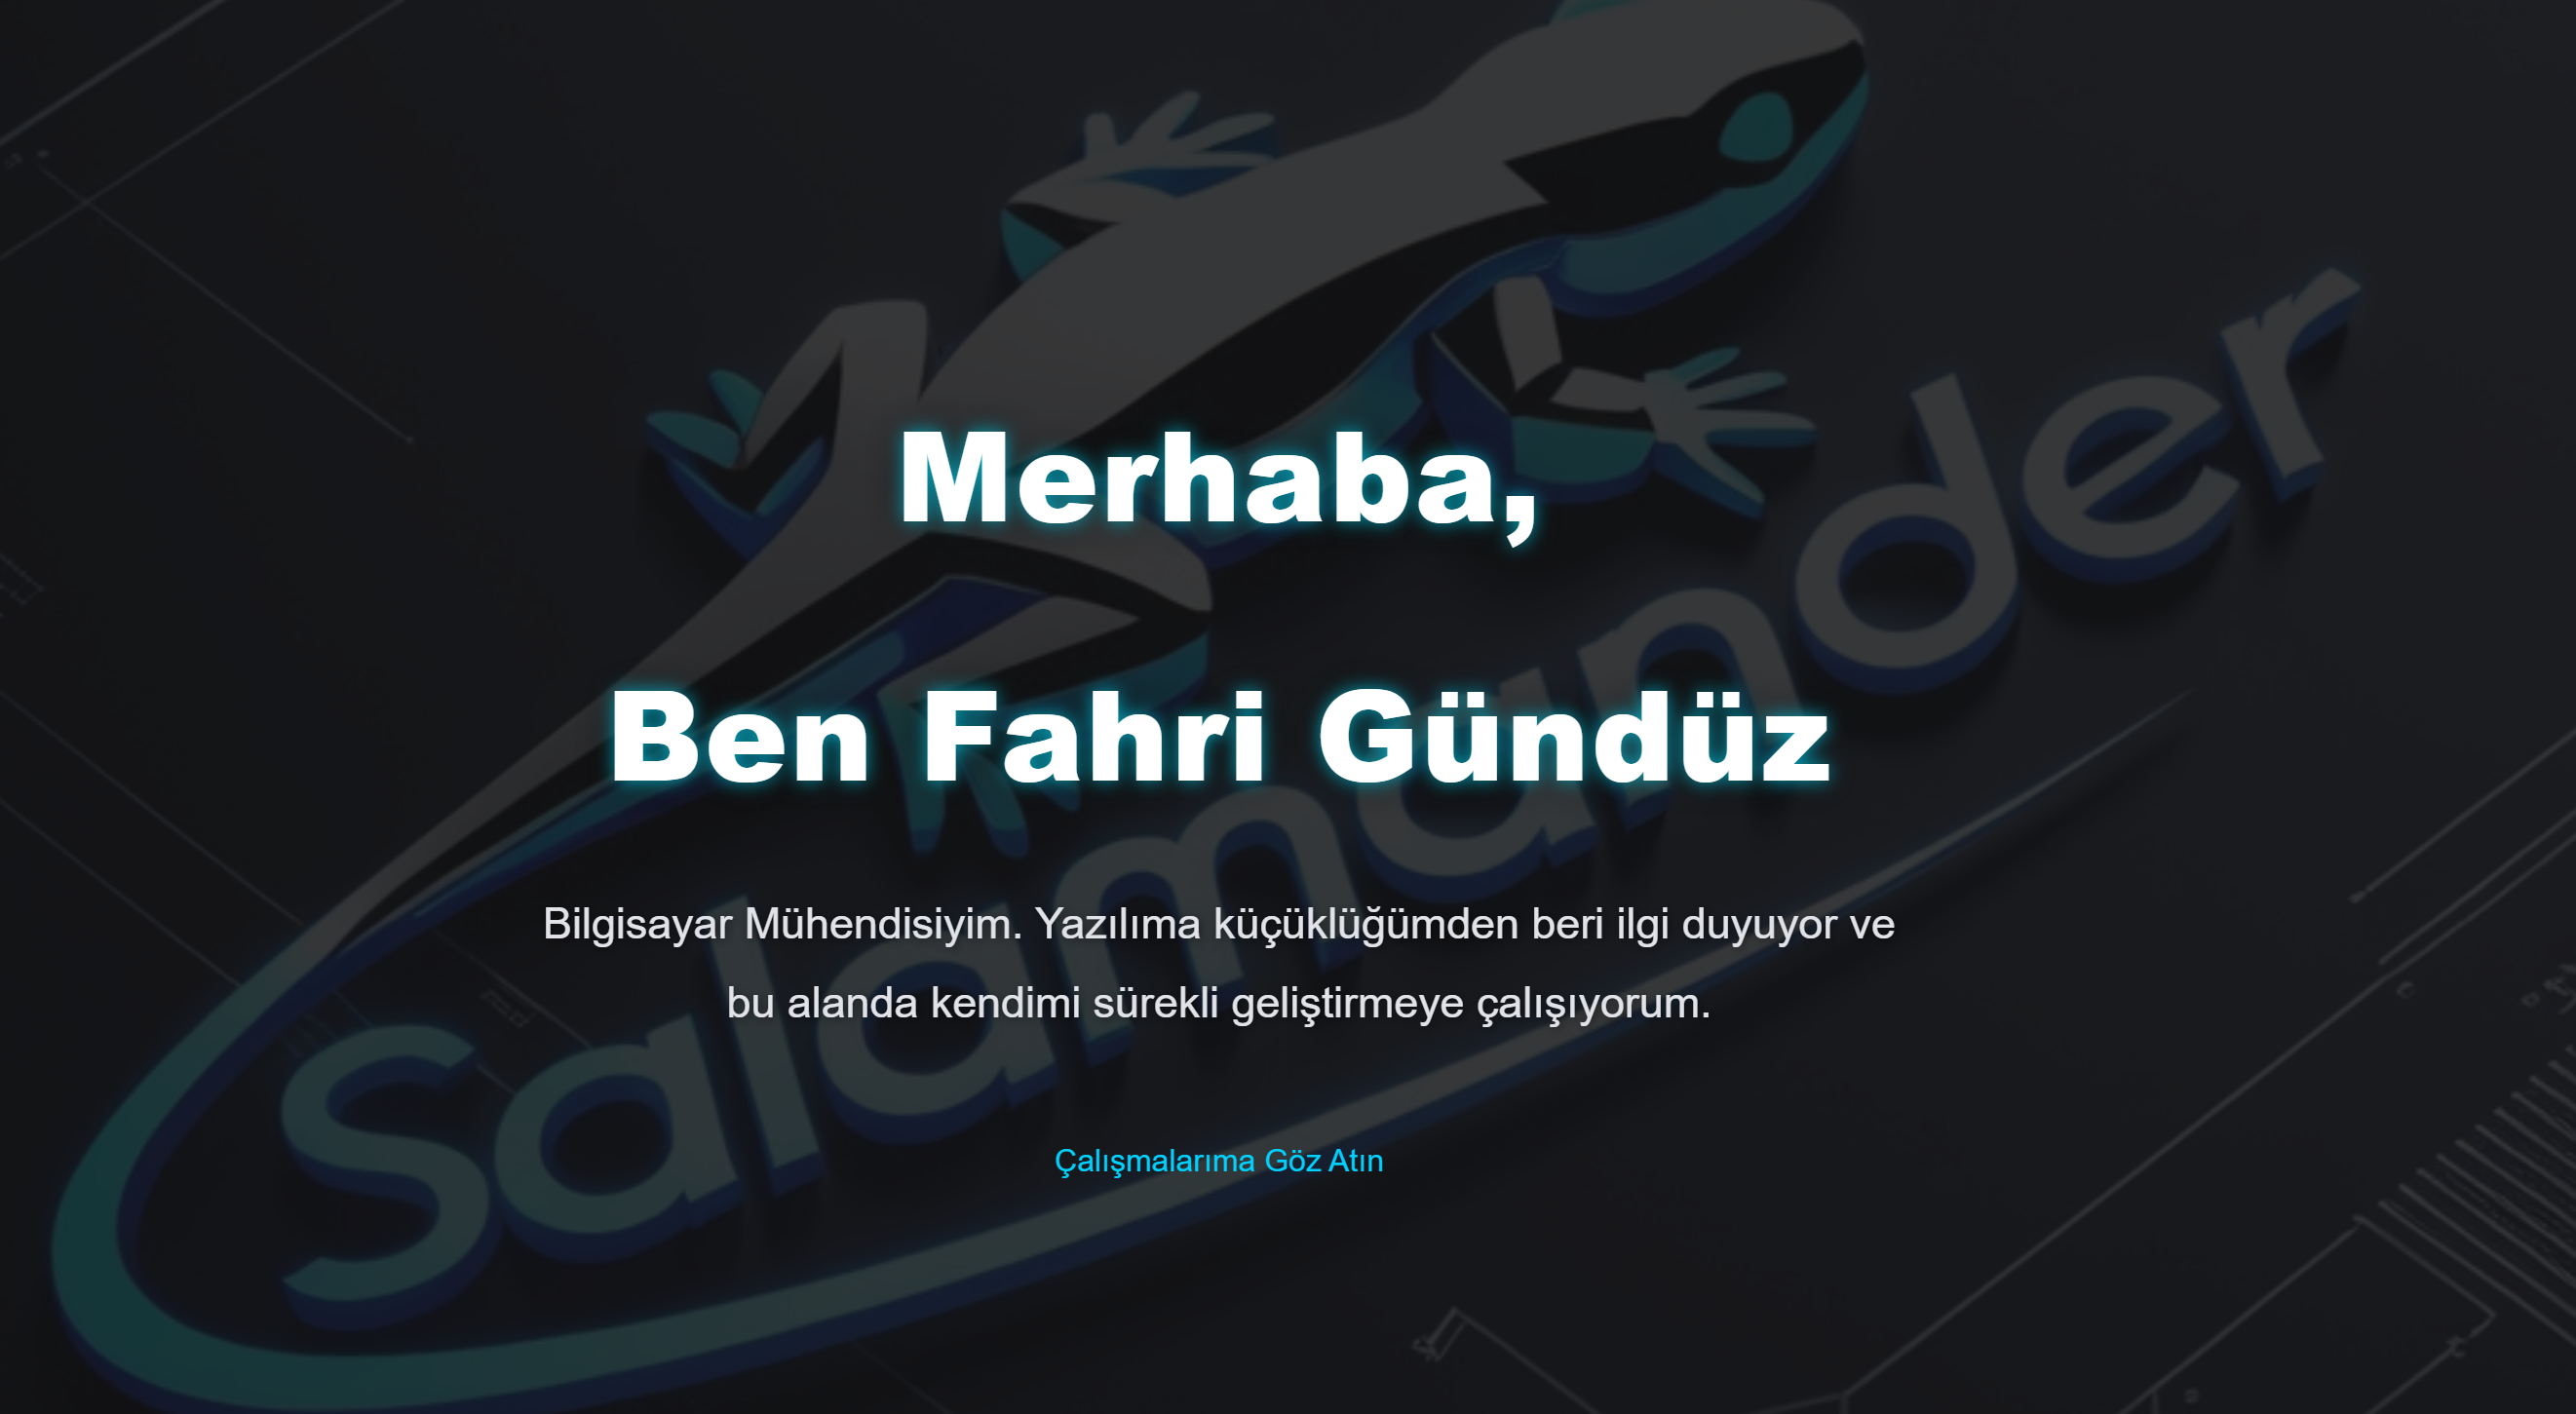 Merhaba,
Ben Fahri Gündüz
Salamander
Bilgisayar Mühendisiyim. Yazılıma küçüklüğümden beri ilgi duyuyor ve
bu alanda kendimi sürekli geliştirmeye çalışıyorum.
Çalışmalarıma Göz Atın